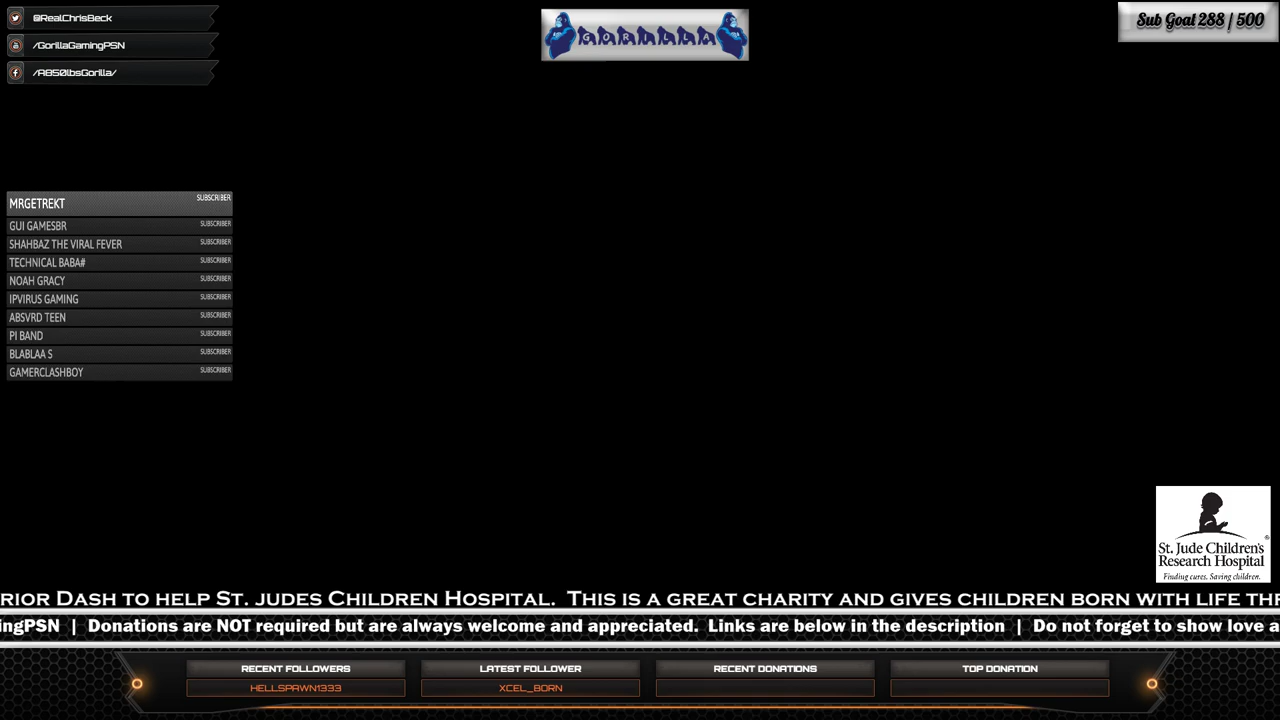 @RealChrisBeck
/GorillaGamingPSN
/A850lbsGorilla/
GORILLLA
Sub Goal 288 / 500
MRGETREKT SUBSCRIBER
GUI GAMESBR SUBSCRIBER
SHAHBAZ THE VIRAL FEVER SUBSCRIBER
TECHNICAL BABA# SUBSCRIBER
NOAH GRACY SUBSCRIBER
IPVIRUS GAMING SUBSCRIBER
ABSVRD TEEN SUBSCRIBER
PI BAND SUBSCRIBER
BLABLAA S SUBSCRIBER
GAMERCLASHBOY SUBSCRIBER
St. Jude Children's®
Research Hospital
Finding cures. Saving children.
RIOR DASH TO HELP ST. JUDES CHILDREN HOSPITAL. THIS IS A GREAT CHARITY AND GIVES CHILDREN BORN WITH LIFE THR
ingPSN | Donations are NOT required but are always welcome and appreciated. Links are below in the description | Do not forget to show love a
RECENT FOLLOWERS LATEST FOLLOWER RECENT DONATIONS TOP DONATION
HELLSPAWN1333 XCEL_BORN